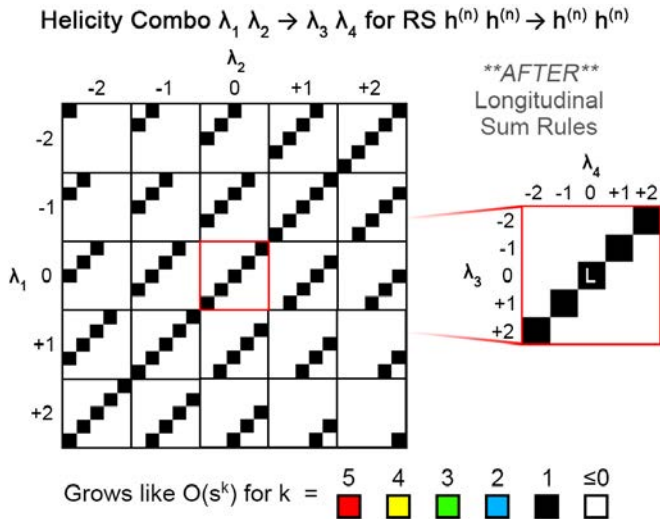 Helicity Combo λ₁ λ₂ → λ₃ λ₄ for RS h⁽ⁿ⁾ h⁽ⁿ⁾ → h⁽ⁿ⁾ h⁽ⁿ⁾
λ₂
-2 -1 0 +1 +2
**AFTER**
Longitudinal
Sum Rules
-2
-1
λ₁ 0
+1
+2
λ₄
-2 -1 0 +1 +2
-2
-1
λ₃ 0 L
+1
+2
5 4 3 2 1 ≤0
Grows like O(sᵏ) for k =